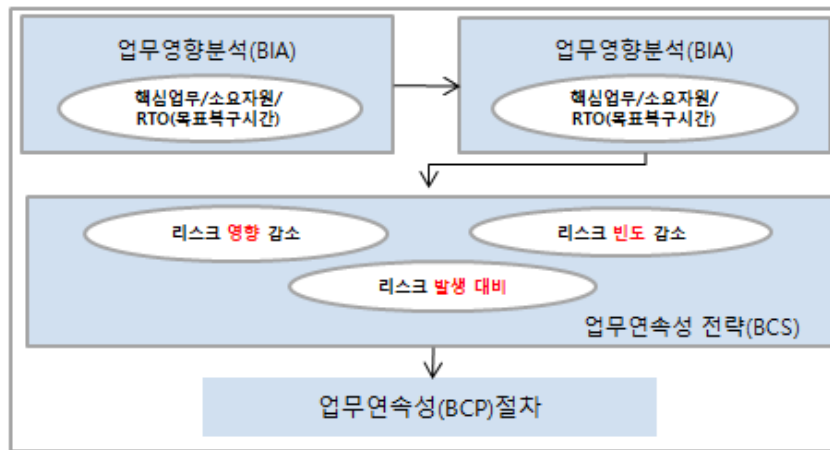 업무영향분석(BIA)
핵심업무/소요자원/
RTO(목표복구시간)
업무영향분석(BIA)
핵심업무/소요자원/
RTO(목표복구시간)
리스크 영향 감소
리스크 빈도 감소
리스크 발생 대비
업무연속성 전략(BCS)
업무연속성(BCP)절차